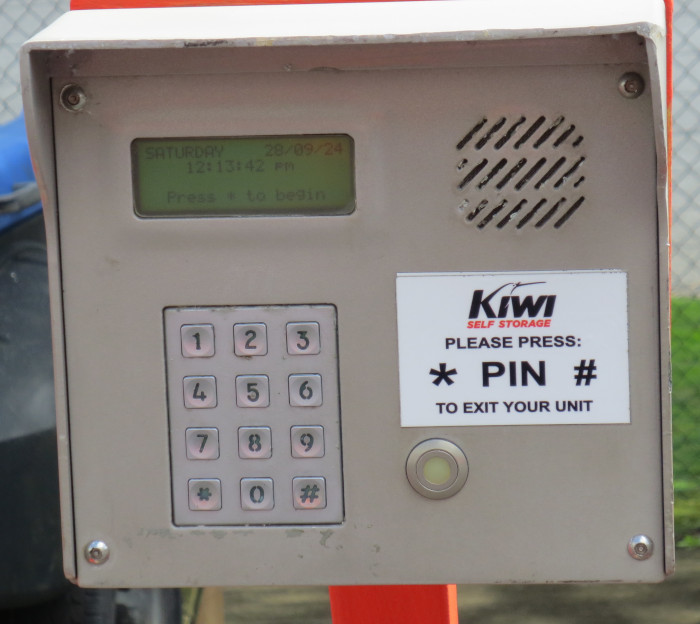 SATURDAY 28/09/24
12:13:42 pm
Press * to begin
KIWI
SELF STORAGE
PLEASE PRESS:
* PIN #
TO EXIT YOUR UNIT
1 2 3
4 5 6
7 8 9
* 0 #